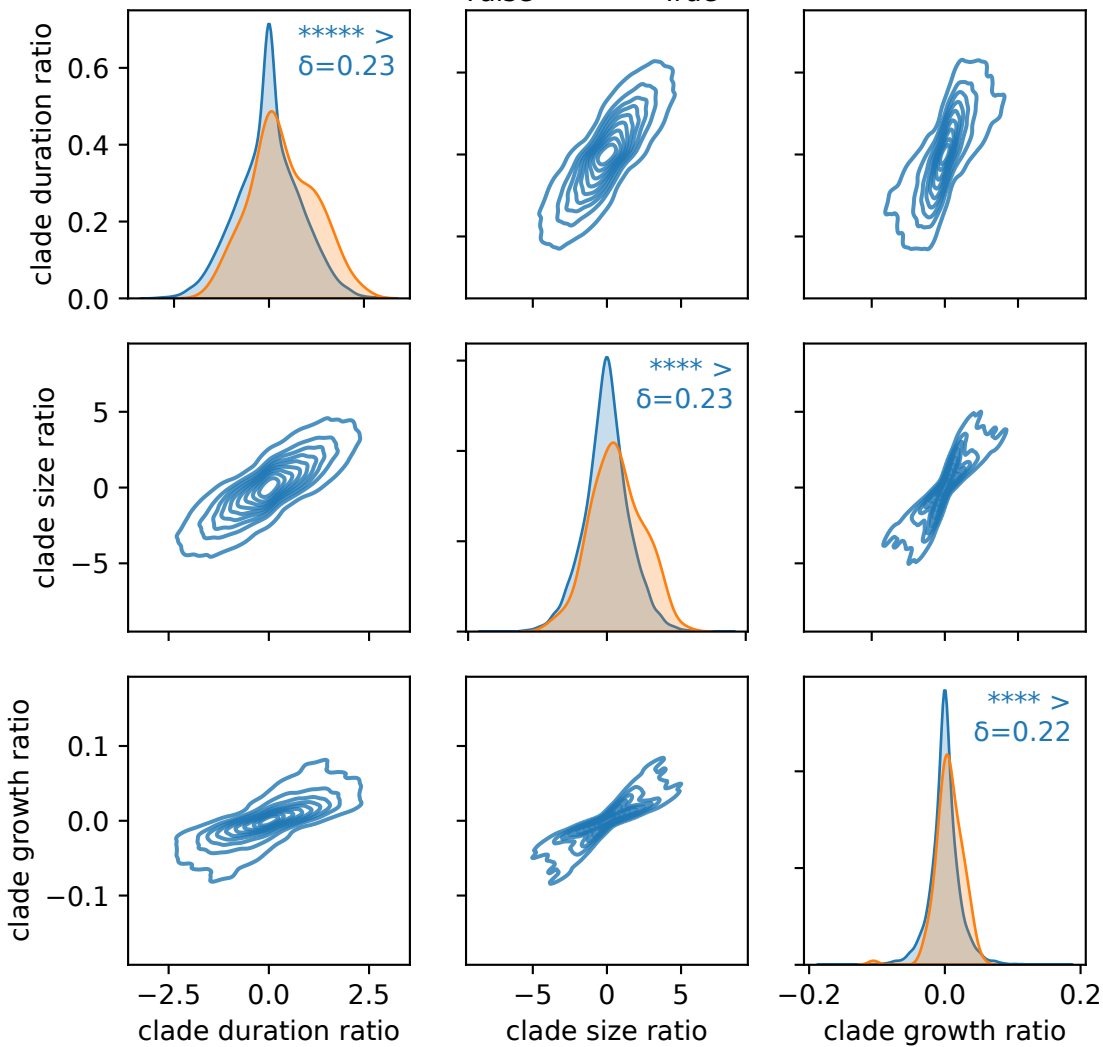 ***** >
δ=0.23
clade duration ratio
0.6
0.4
0.2
0.0
−5
0
5
**** >
δ=0.23
clade size ratio
5
0
−5
**** >
δ=0.22
clade growth ratio
0.1
0.0
−0.1
−2.5
0.0
2.5
−0.2
0.0
0.2
clade duration ratio
clade size ratio
clade growth ratio